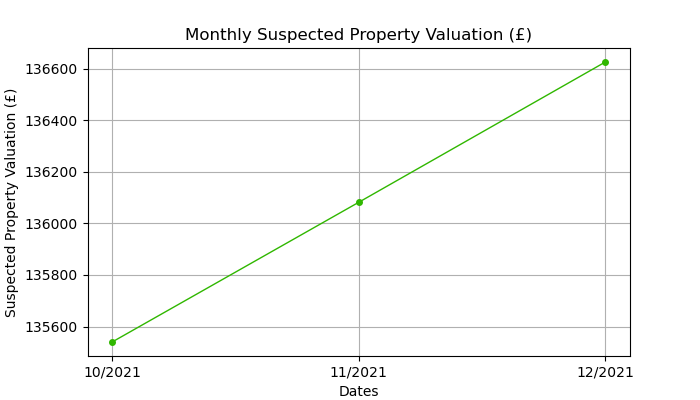 Monthly Suspected Property Valuation (£)
Suspected Property Valuation (£)
136600
136400
136200
136000
135800
135600
10/2021 11/2021 12/2021
Dates